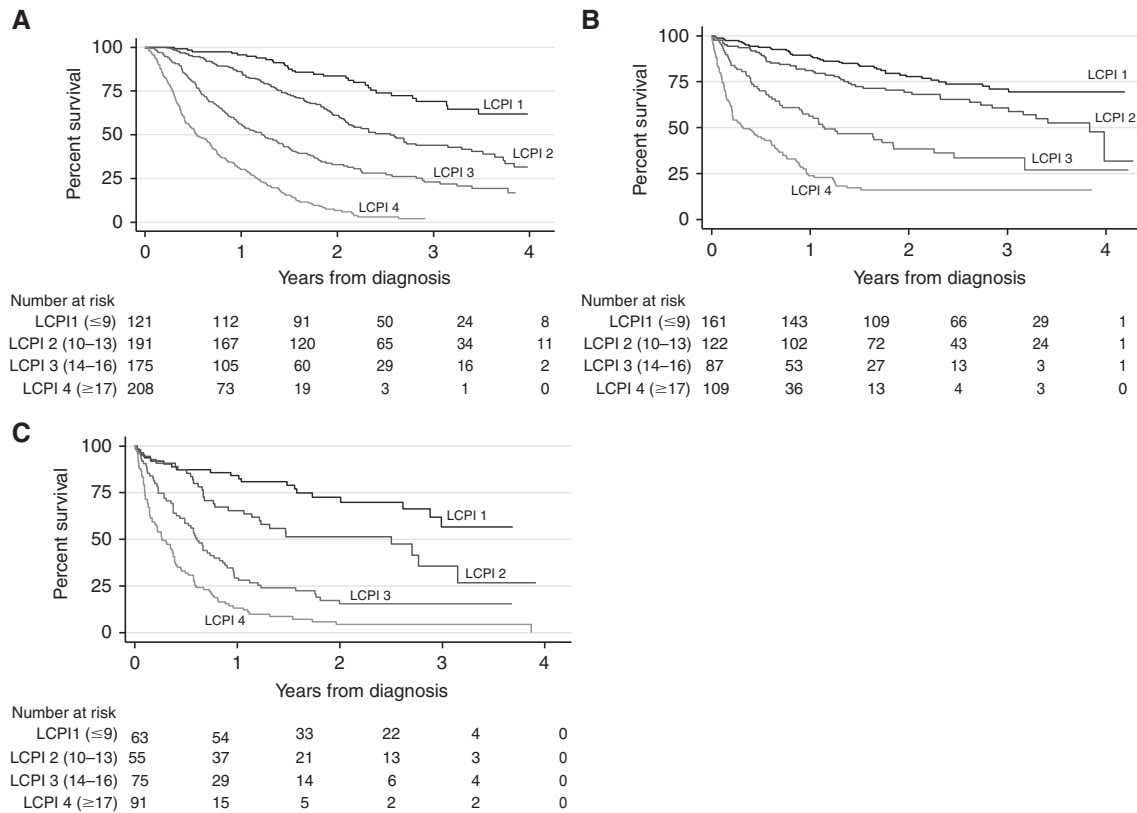 A
Percent survival
100
75
50
25
0
LCPI 1
LCPI 2
LCPI 3
LCPI 4
0 1 2 3 4
Years from diagnosis
Number at risk
LCPI1 (≤9) 121 112 91 50 24 8
LCPI 2 (10–13) 191 167 120 65 34 11
LCPI 3 (14–16) 175 105 60 29 16 2
LCPI 4 (≥17) 208 73 19 3 1 0
B
Percent survival
100
75
50
25
0
LCPI 1
LCPI 2
LCPI 3
LCPI 4
0 1 2 3 4
Years from diagnosis
Number at risk
LCPI1 (≤9) 161 143 109 66 29 1
LCPI 2 (10–13) 122 102 72 43 24 1
LCPI 3 (14–16) 87 53 27 13 3 1
LCPI 4 (≥17) 109 36 13 4 3 0
C
Percent survival
100
75
50
25
0
LCPI 1
LCPI 2
LCPI 3
LCPI 4
0 1 2 3 4
Years from diagnosis
Number at risk
LCPI1 (≤9) 63 54 33 22 4 0
LCPI 2 (10–13) 55 37 21 13 3 0
LCPI 3 (14–16) 75 29 14 6 4 0
LCPI 4 (≥17) 91 15 5 2 2 0